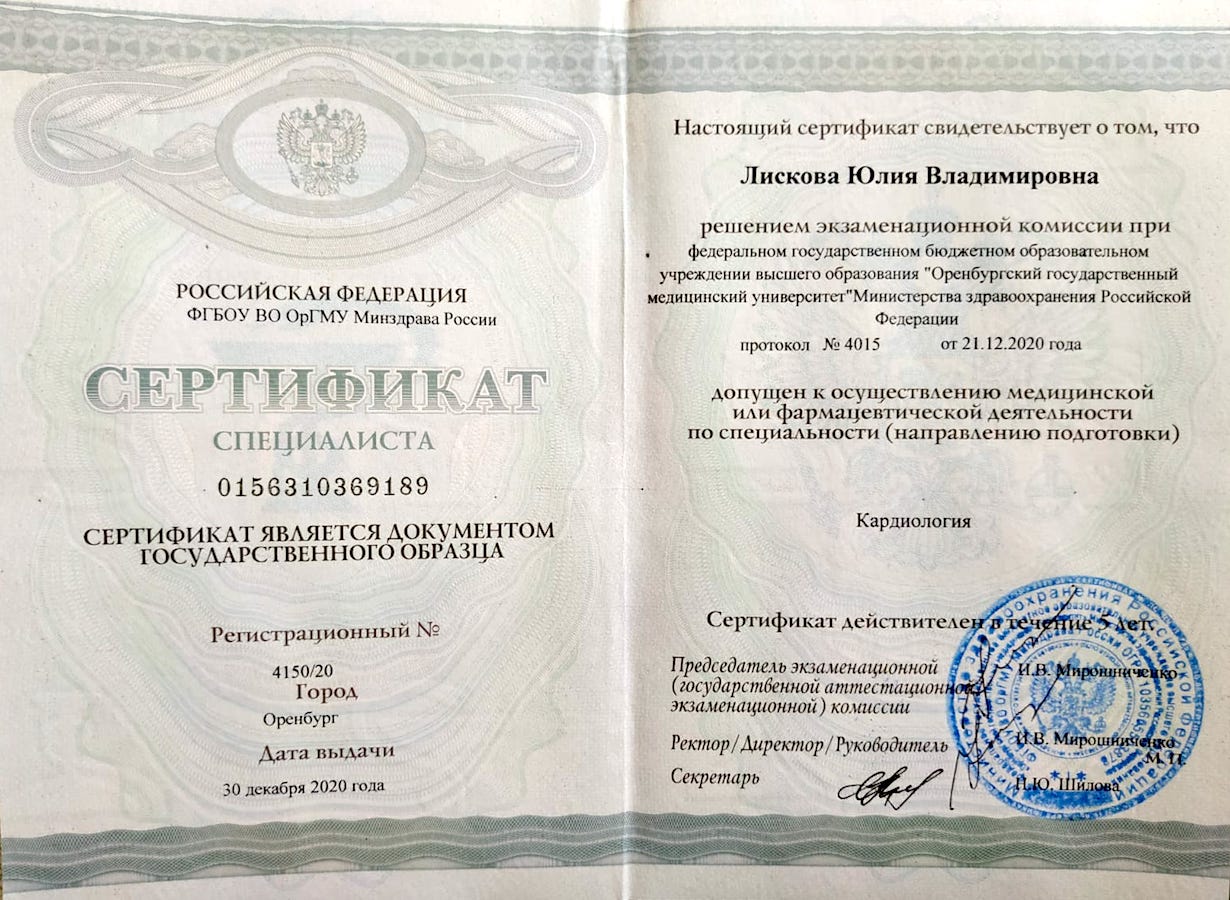 РОССИЙСКАЯ ФЕДЕРАЦИЯ
ФГБОУ ВО ОрГМУ Минздрава России
СЕРТИФИКАТ
СПЕЦИАЛИСТА
0156310369189
СЕРТИФИКАТ ЯВЛЯЕТСЯ ДОКУМЕНТОМ
ГОСУДАРСТВЕННОГО ОБРАЗЦА
Регистрационный №
4150/20
Город
Оренбург
Дата выдачи
30 декабря 2020 года
Настоящий сертификат свидетельствует о том, что
Лискова Юлия Владимировна
решением экзаменационной комиссии при
федеральном государственном бюджетном образовательном
учреждении высшего образования "Оренбургский государственный
медицинский университет"Министерства здравоохранения Российской
Федерации
протокол № 4015 от 21.12.2020 года
допущен к осуществлению медицинской
или фармацевтической деятельности
по специальности (направлению подготовки)
Кардиология
Сертификат действителен в течение 5 лет.
Председатель экзаменационной
(государственной аттестационной
экзаменационной) комиссии
И.В. Мирошниченко
Ректор/Директор/Руководитель И.В. Мирошниченко
М. П.
Секретарь Н.Ю. Шилова
здравоохранения Российской Федерации